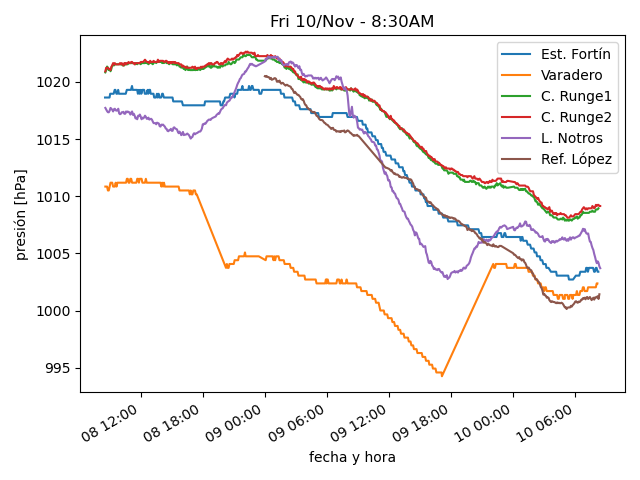 Fri 10/Nov - 8:30AM
Est. Fortín
Varadero
C. Runge1
C. Runge2
L. Notros
Ref. López
presión [hPa]
1020
1015
1010
1005
1000
995
08 12:00
08 18:00
09 00:00
09 06:00
09 12:00
09 18:00
10 00:00
10 06:00
fecha y hora